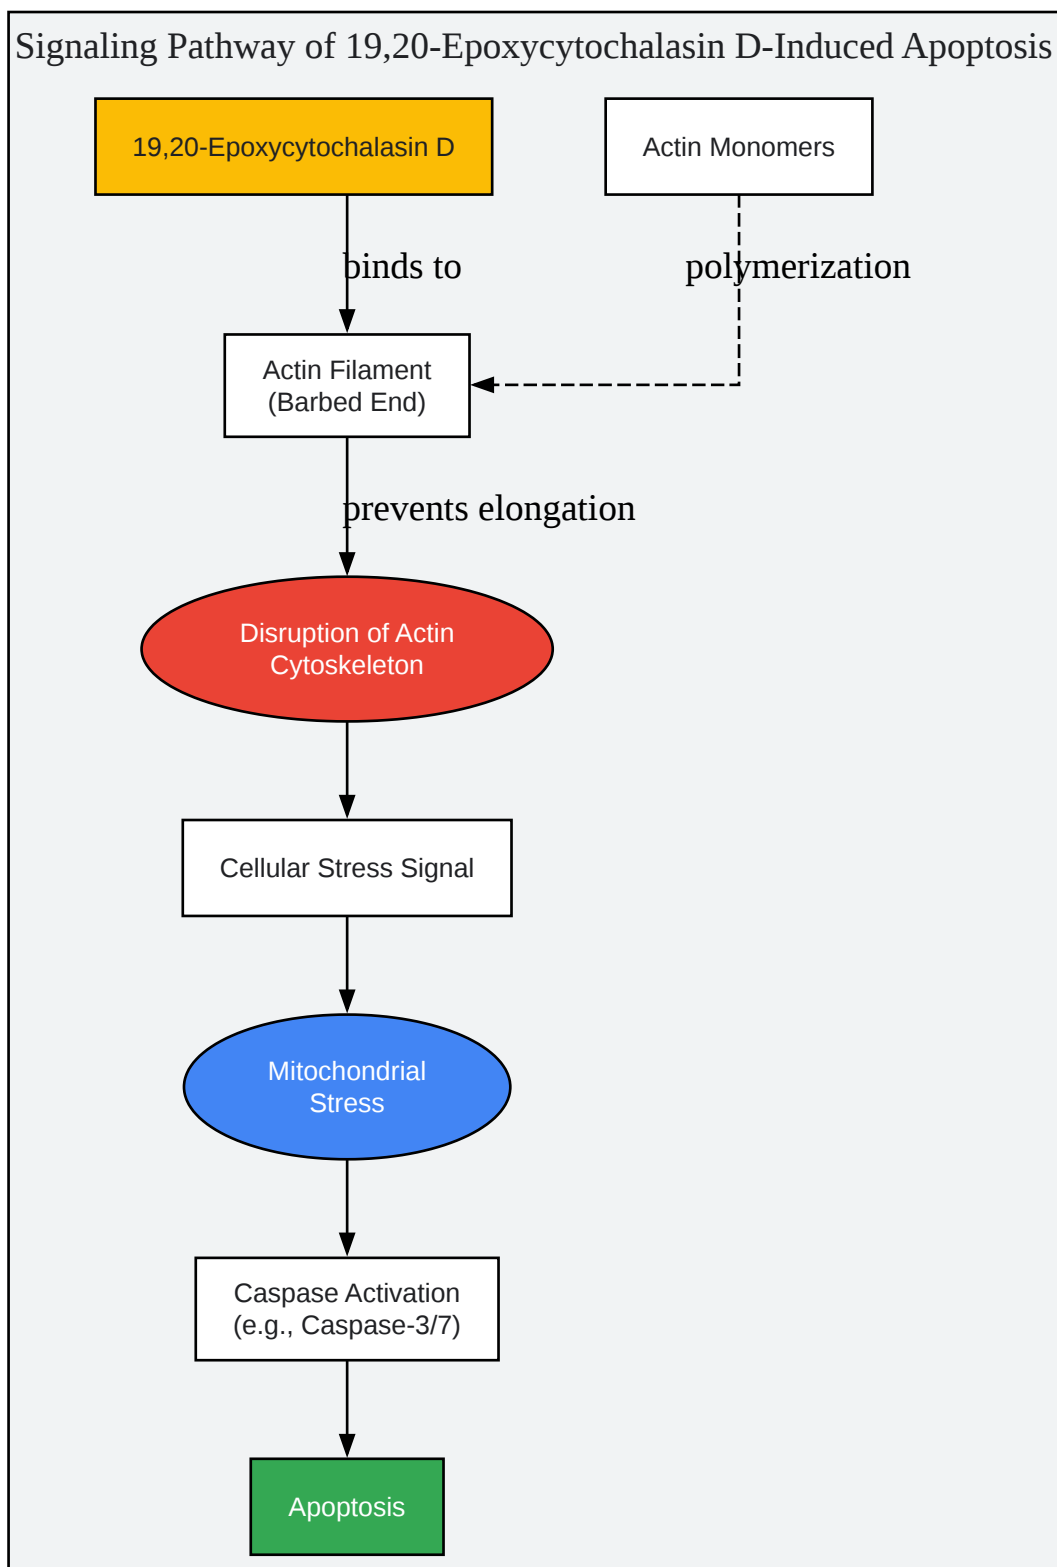 Signaling Pathway of 19,20-Epoxycytochalasin D-Induced Apoptosis
19,20-Epoxycytochalasin D
Actin Monomers
binds to
polymerization
Actin Filament
(Barbed End)
prevents elongation
Disruption of Actin
Cytoskeleton
Cellular Stress Signal
Mitochondrial
Stress
Caspase Activation
(e.g., Caspase-3/7)
Apoptosis